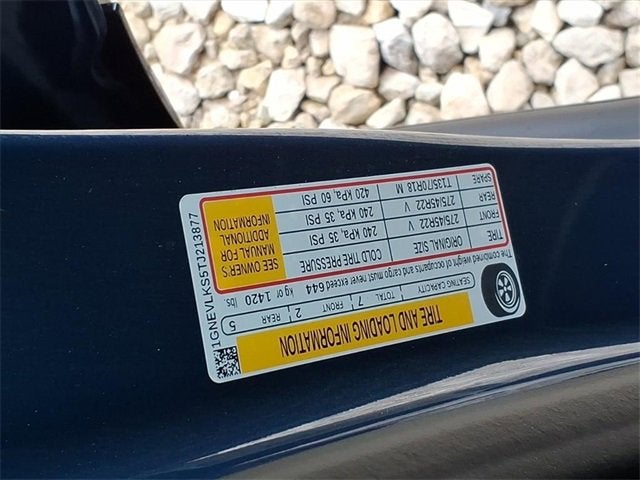 TIRE AND LOADING INFORMATION
SEATING CAPACITY TOTAL 7 FRONT 2 REAR 5
The combined weight of occupants and cargo must never exceed 644 kg or 1420 lbs.
TIRE ORIGINAL SIZE COLD TIRE PRESSURE
FRONT 275/45R22 V 240 kPa, 35 PSI
REAR 275/45R22 V 240 kPa, 35 PSI
SPARE T135/70R18 M 420 kPa, 60 PSI
SEE OWNER'S
MANUAL FOR
ADDITIONAL
INFORMATION
1GNEVLKS5TJ213877